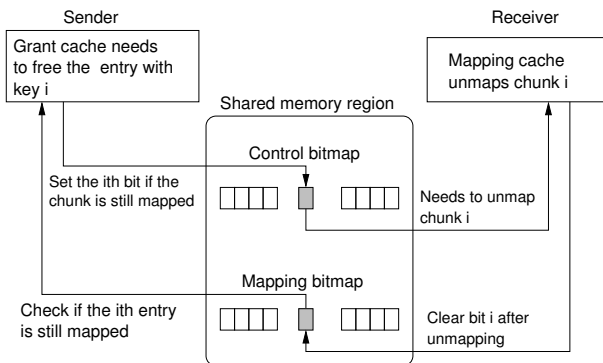 Sender
Receiver
Grant cache needs
to free the entry with
key i
Mapping cache
unmaps chunk i
Shared memory region
Control bitmap
Set the ith bit if the
chunk is still mapped
Needs to unmap
chunk i
Mapping bitmap
Check if the ith entry
is still mapped
Clear bit i after
unmapping